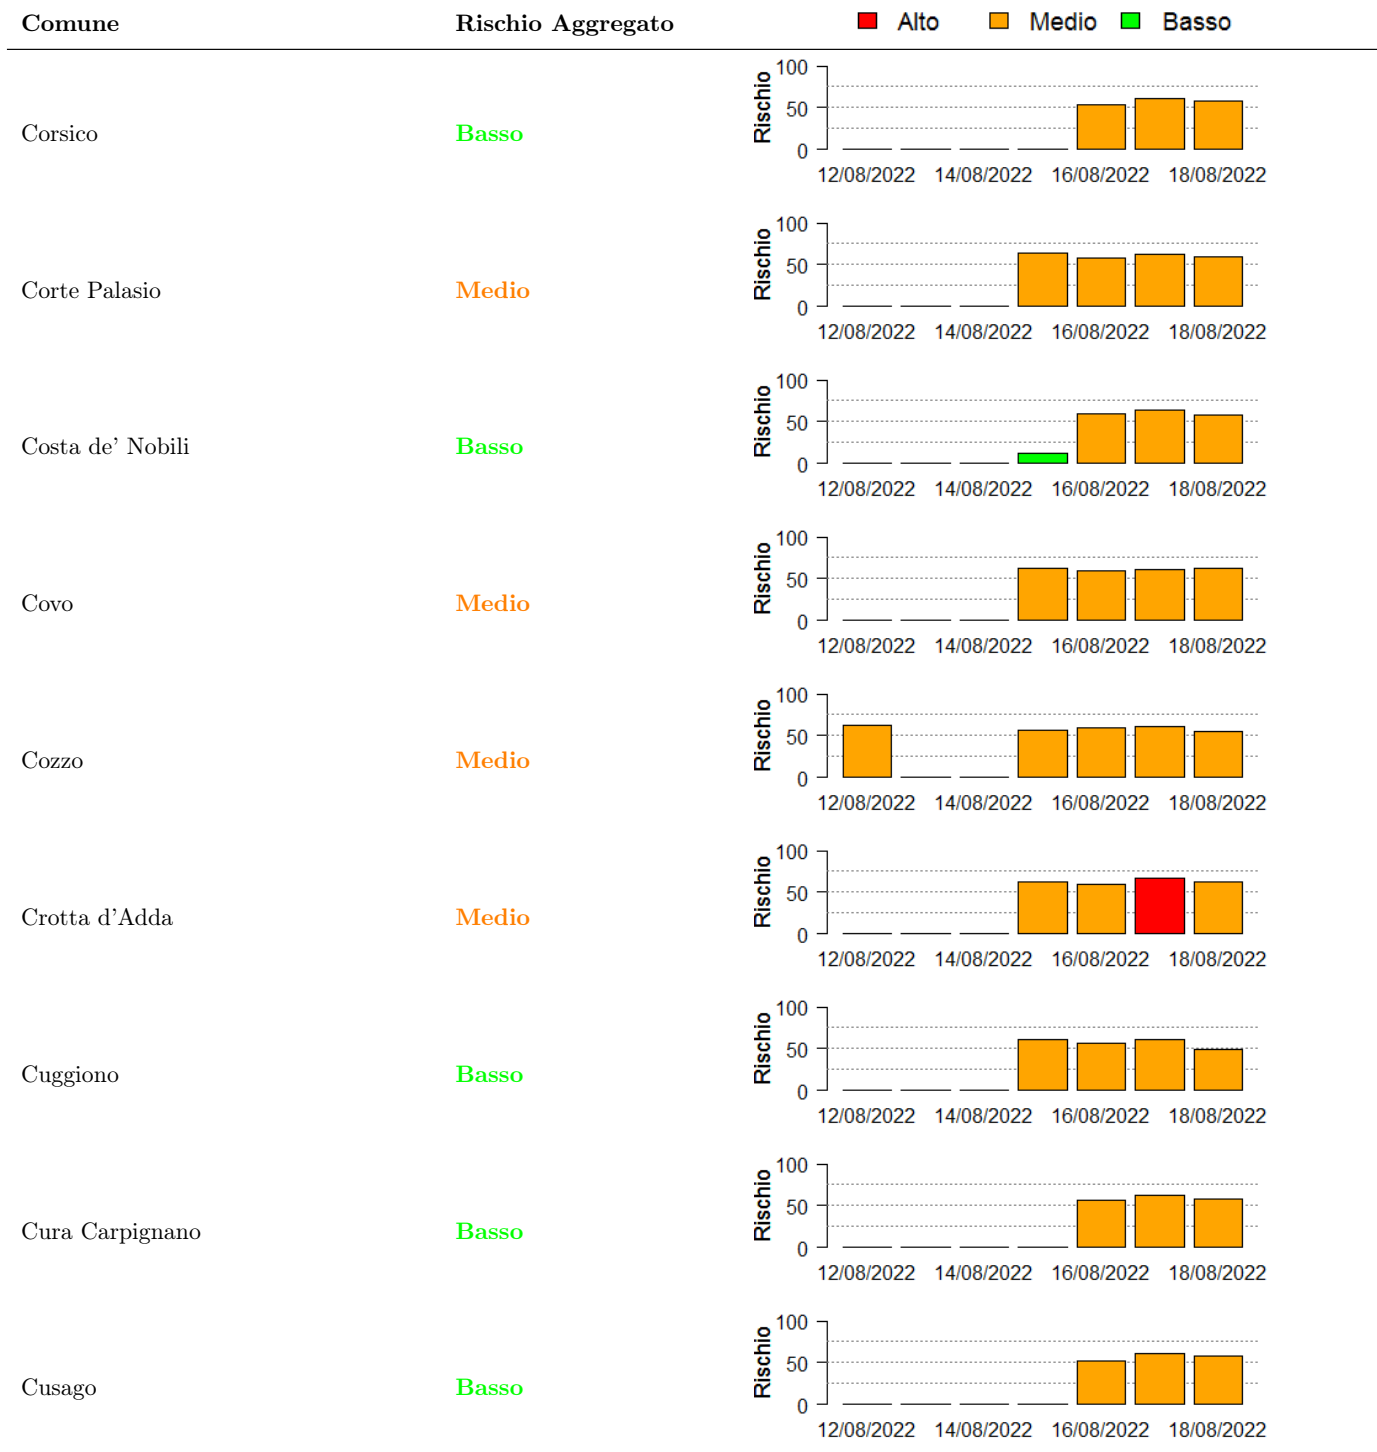 Comune Rischio Aggregato Alto Medio Basso
100
Rischio
50
Corsico Basso
0
12/08/2022 14/08/2022 16/08/2022 18/08/2022
100
Rischio
50
Corte Palasio Medio
0
12/08/2022 14/08/2022 16/08/2022 18/08/2022
100
Rischio
50
Costa de' Nobili Basso
0
12/08/2022 14/08/2022 16/08/2022 18/08/2022
100
Rischio
50
Covo Medio
0
12/08/2022 14/08/2022 16/08/2022 18/08/2022
100
Rischio
50
Cozzo Medio
0
12/08/2022 14/08/2022 16/08/2022 18/08/2022
100
Rischio
50
Crotta d'Adda Medio
0
12/08/2022 14/08/2022 16/08/2022 18/08/2022
100
Rischio
50
Cuggiono Basso
0
12/08/2022 14/08/2022 16/08/2022 18/08/2022
100
Rischio
50
Cura Carpignano Basso
0
12/08/2022 14/08/2022 16/08/2022 18/08/2022
100
Rischio
50
Cusago Basso
0
12/08/2022 14/08/2022 16/08/2022 18/08/2022